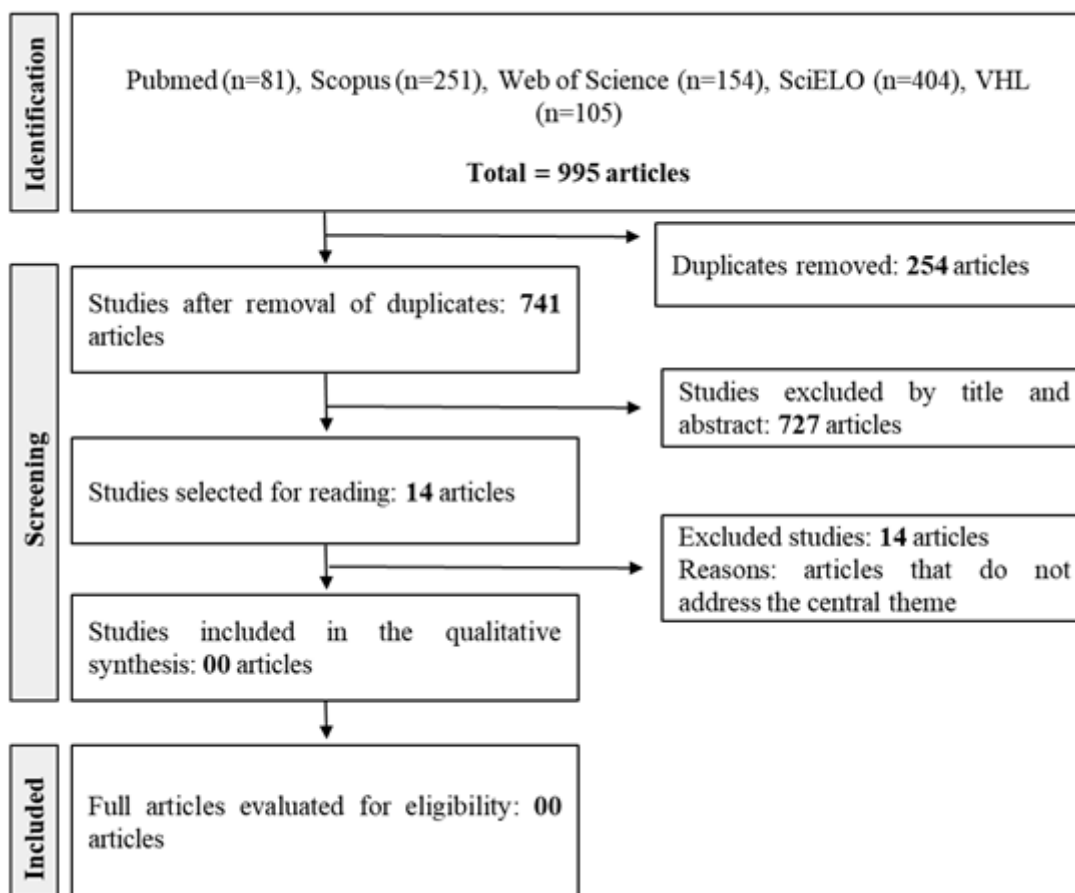 Identification
Pubmed (n=81), Scopus (n=251), Web of Science (n=154), SciELO (n=404), VHL
(n=105)
Total = 995 articles
Duplicates removed: 254 articles
Screening
Studies after removal of duplicates: 741
articles
Studies excluded by title and
abstract: 727 articles
Studies selected for reading: 14 articles
Excluded studies: 14 articles
Reasons: articles that do not
address the central theme
Studies included in the qualitative
synthesis: 00 articles
Included
Full articles evaluated for eligibility: 00
articles